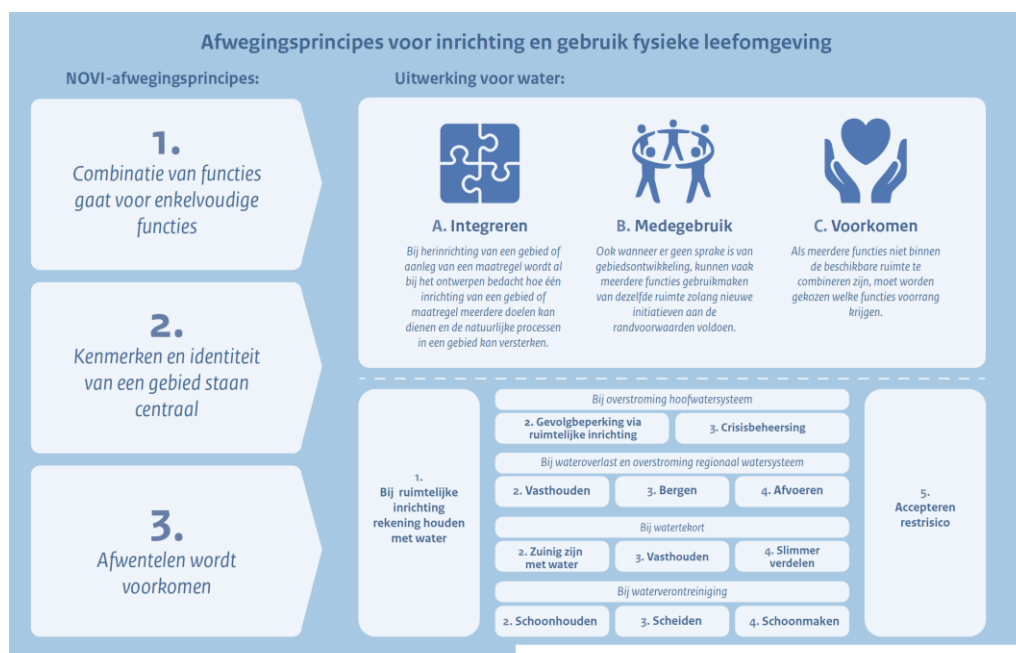 Afwegingsprincipes voor inrichting en gebruik fysieke leefomgeving
NOVI-afwegingsprincipes:
1.
Combinatie van functies
gaat voor enkelvoudige
functies
2.
Kenmerken en identiteit
van een gebied staan
centraal
3.
Afwentelen wordt
voorkomen
Uitwerking voor water:
A. Integreren
Bij herinrichting van een gebied of
aanleg van een maatregel wordt al
bij het ontwerpen bedacht hoe één
inrichting van een gebied of
maatregel meerdere doelen kan
dienen en de natuurlijke processen
in een gebied kan versterken.
B. Medegebruik
Ook wanneer er geen sprake is van
gebiedsontwikkeling, kunnen vaak
meerdere functies gebruikmaken
van dezelfde ruimte zolang nieuwe
initiatieven aan de
randvoorwaarden voldoen.
C. Voorkomen
Als meerdere functies niet binnen
de beschikbare ruimte te
combineren zijn, moet worden
gekozen welke functies voorrang
krijgen.
1.
Bij ruimtelijke
inrichting
rekening houden
met water
Bij overstroming hoofwatersysteem
2. Gevolgbeperking via
ruimtelijke inrichting
3. Crisisbeheersing
Bij wateroverlast en overstroming regionaal watersysteem
2. Vasthouden
3. Bergen
4. Afvoeren
Bij watertekort
2. Zuinig zijn
met water
3. Vasthouden
4. Slimmer
verdelen
Bij waterverontreiniging
2. Schoonhouden
3. Scheiden
4. Schoonmaken
5.
Accepteren
restrisico